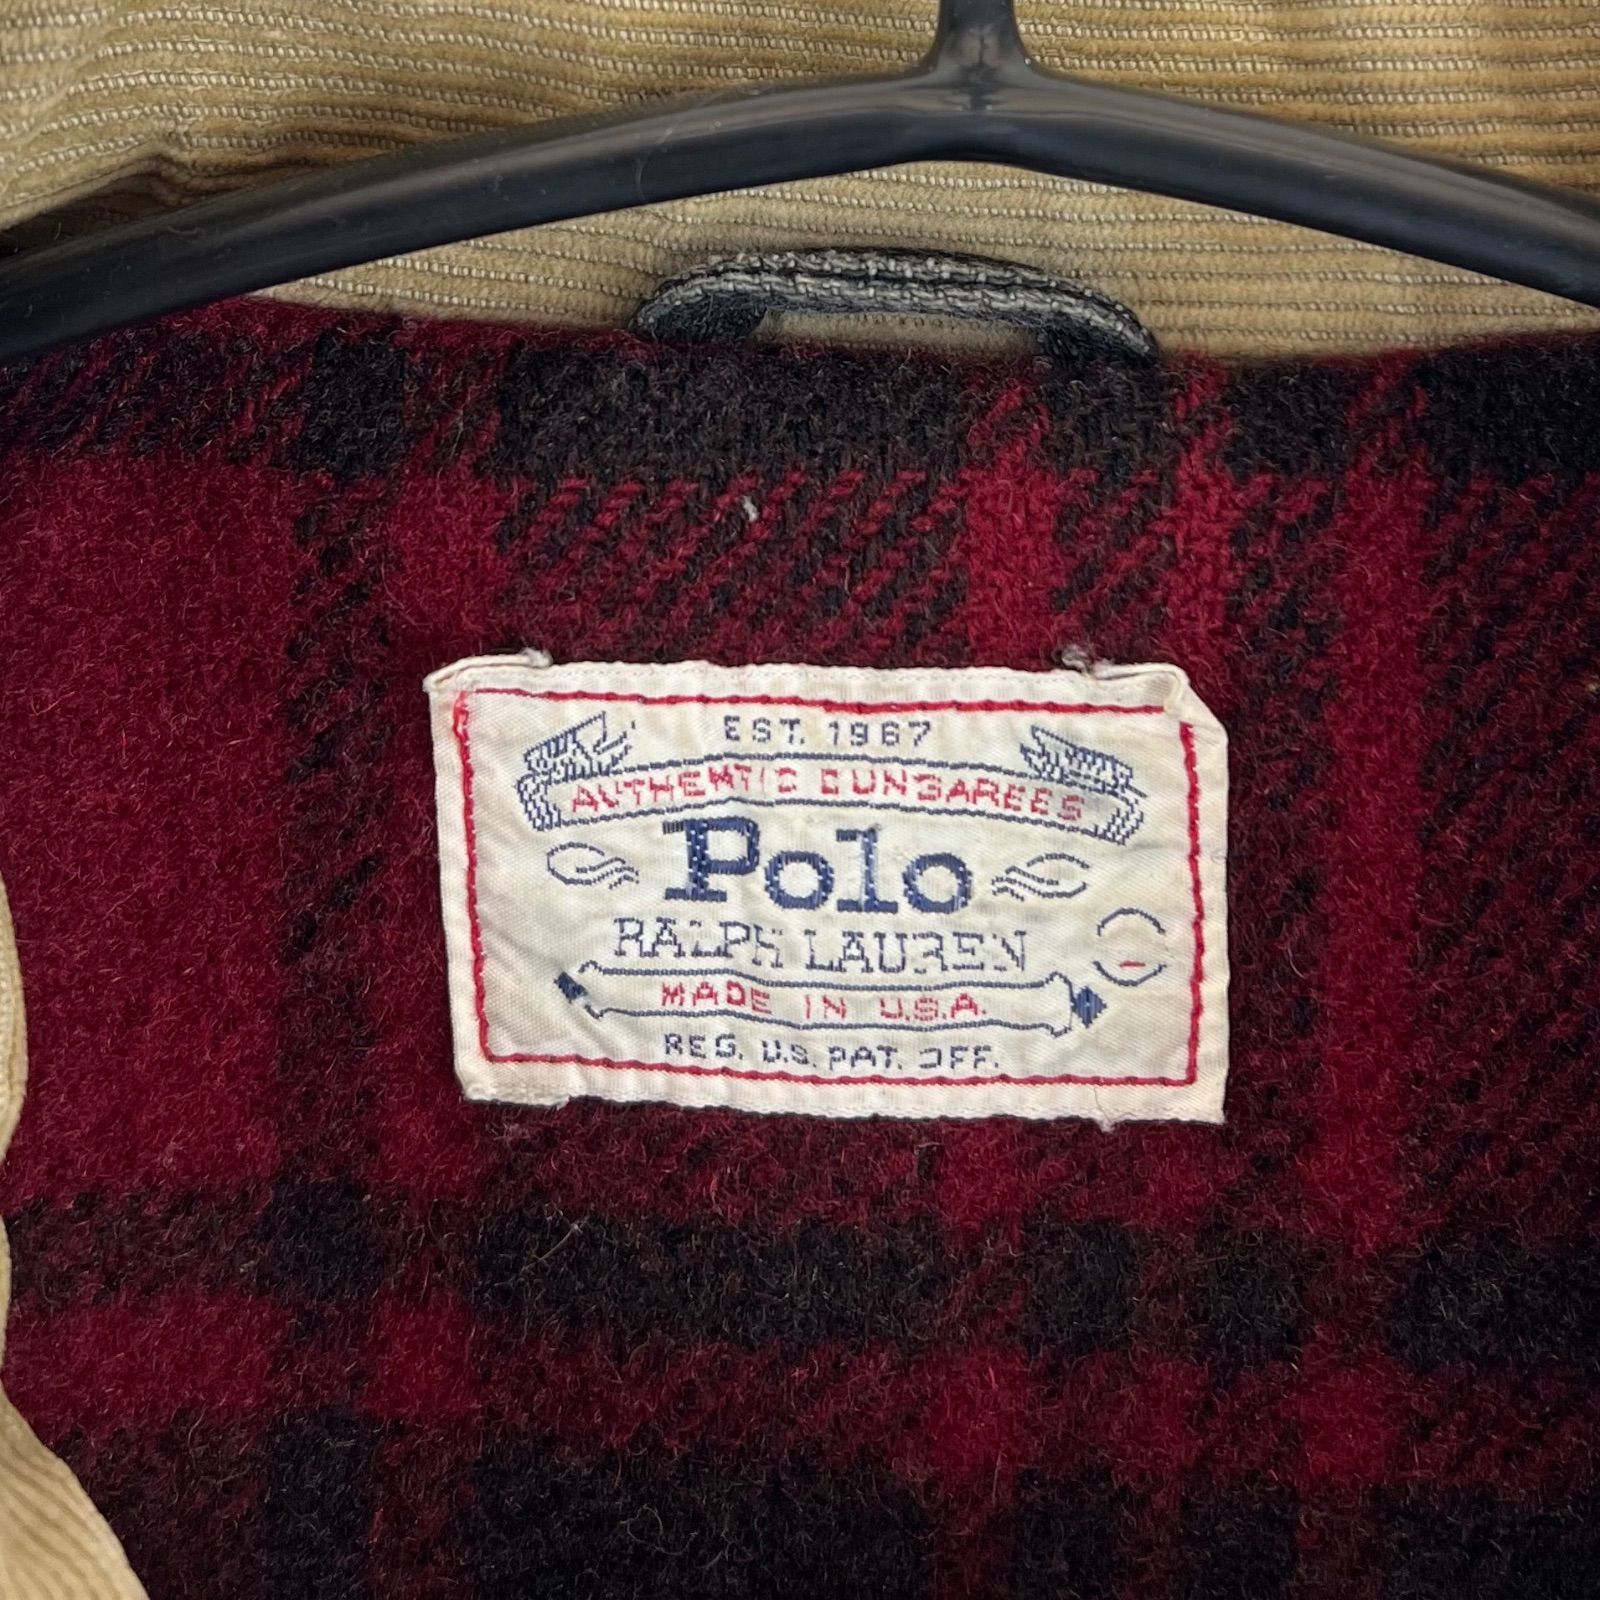 EST. 1967
AUTHENTIC DUNGAREES
Polo
RALPH LAUREN
MADE IN U.S.A.
REG. U.S. PAT. OFF.